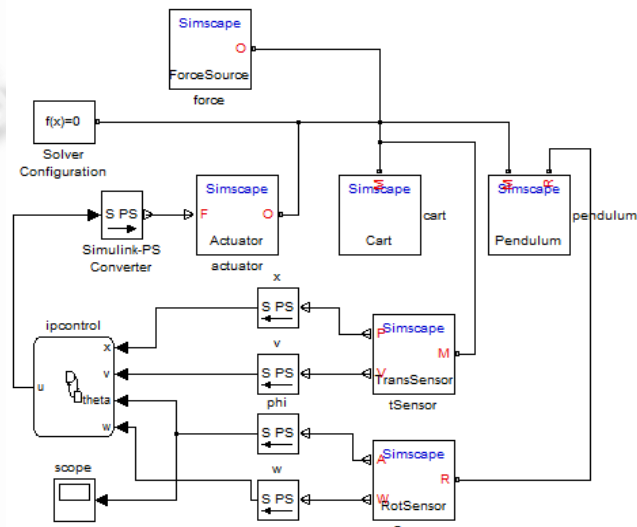 Simscape
O
ForceSource
force
f(x)=0
Solver
Configuration
S PS
Simulink-PS
Converter
Simscape
F
O
Actuator
actuator
Simscape
M
Cart
cart
Simscape
M
R
Pendulum
pendulum
x
S PS
v
S PS
phi
S PS
w
S PS
ipcontrol
x
v
u
theta
w
scope
Simscape
P
M
V
TransSensor
tSensor
Simscape
A
R
W
RotSensor